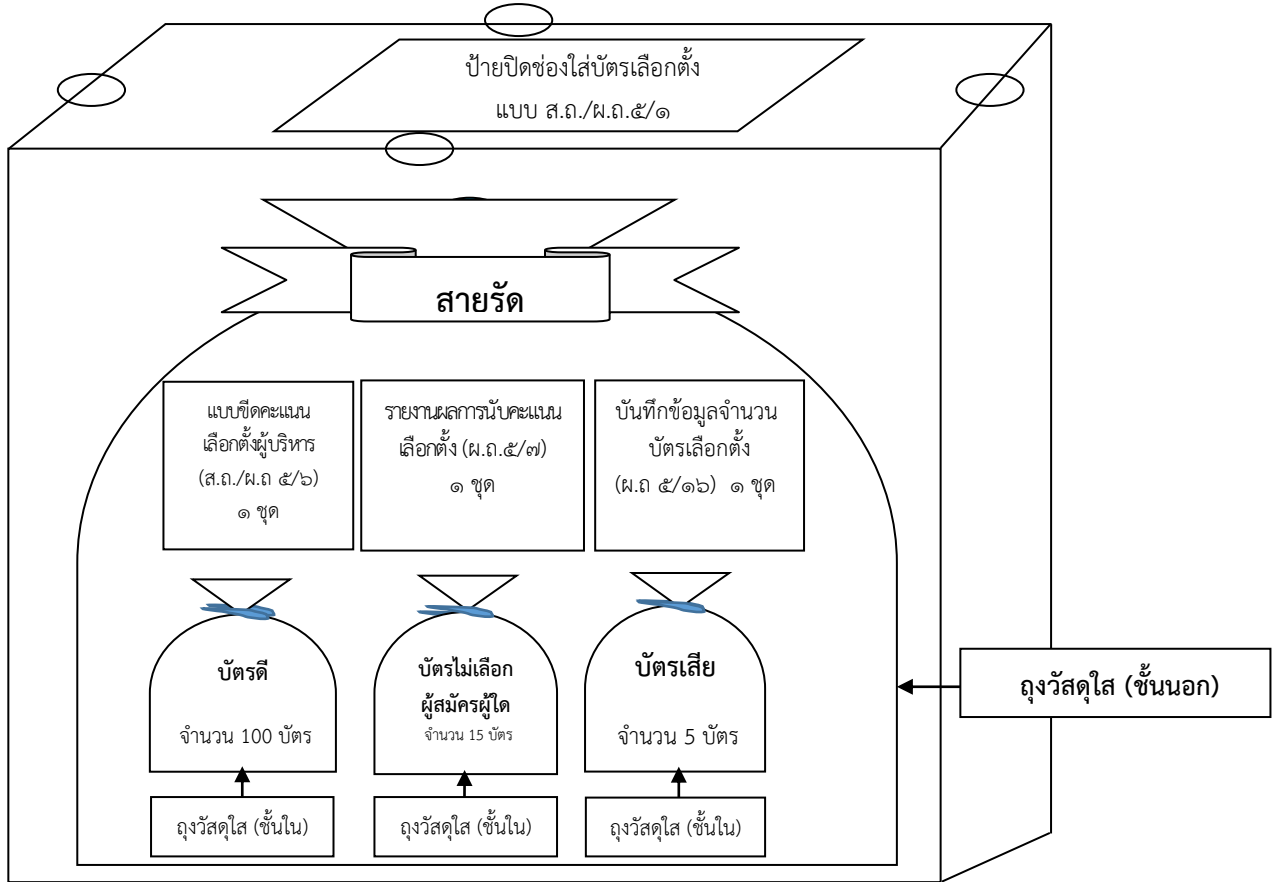 ป้ายปิดช่องใส่บัตรเลือกตั้ง
แบบ ส.ถ./ผ.ถ.๕/๑
สายรัด
แบบขีดคะแนน
เลือกตั้งผู้บริหาร
(ส.ถ./ผ.ถ ๕/๖)
๑ ชุด
รายงานผลการนับคะแนน
เลือกตั้ง (ผ.ถ.๕/๗)
๑ ชุด
บันทึกข้อมูลจำนวน
บัตรเลือกตั้ง
(ผ.ถ ๕/๑๖) ๑ ชุด
บัตรดี
จำนวน 100 บัตร
บัตรไม่เลือก
ผู้สมัครผู้ใด
จำนวน 15 บัตร
บัตรเสีย
จำนวน 5 บัตร
ถุงวัสดุใส (ชั้นนอก)
ถุงวัสดุใส (ชั้นใน)
ถุงวัสดุใส (ชั้นใน)
ถุงวัสดุใส (ชั้นใน)